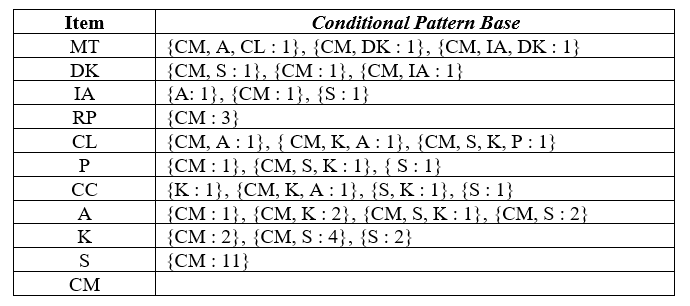 Item Conditional Pattern Base
MT {CM, A, CL : 1}, {CM, DK : 1}, {CM, IA, DK : 1}
DK {CM, S : 1}, {CM : 1}, {CM, IA : 1}
IA {A: 1}, {CM : 1}, {S : 1}
RP {CM : 3}
CL {CM, A : 1}, { CM, K, A : 1}, {CM, S, K, P : 1}
P {CM : 1}, {CM, S, K : 1}, { S : 1}
CC {K : 1}, {CM, K, A : 1}, {S, K : 1}, {S : 1}
A {CM : 1}, {CM, K : 2}, {CM, S, K : 1}, {CM, S : 2}
K {CM : 2}, {CM, S : 4}, {S : 2}
S {CM : 11}
CM